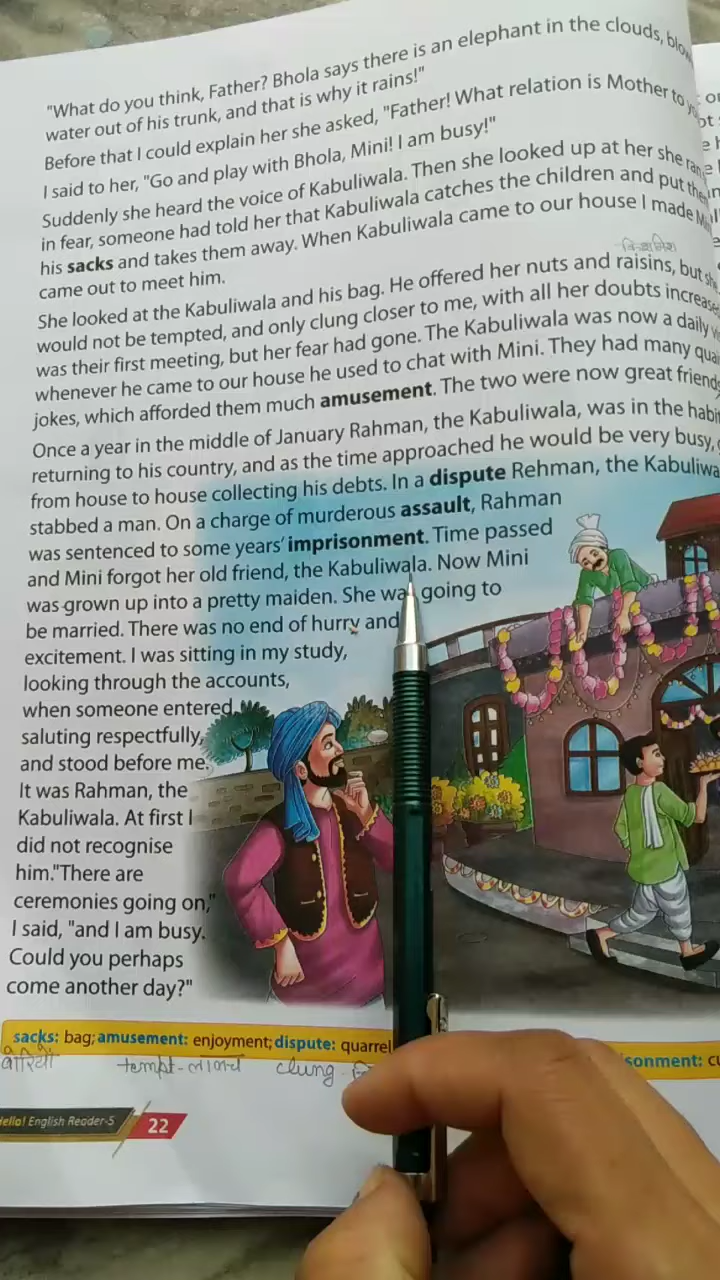 "What do you think, Father? Bhola says there is an elephant in the clouds,
water out of his trunk, and that is why it rains!"
Before that I could explain her she asked, "Father! What relation is Mother to
I said to her, "Go and play with Bhola, Mini! I am busy!"
Suddenly she heard the voice of Kabuliwala. Then she looked up at her she ran
in fear, someone had told her that Kabuliwala catches the children and put
his sacks and takes them away. When Kabuliwala came to our house I made
came out to meet him.
She looked at the Kabuliwala and his bag. He offered her nuts and raisins, but
would not be tempted, and only clung closer to me, with all her doubts
was their first meeting, but her fear had gone. The Kabuliwala was now a daily
whenever he came to our house he used to chat with Mini. They had many
jokes, which afforded them much amusement. The two were now great
Once a year in the middle of January Rahman, the Kabuliwala, was in the
returning to his country, and as the time approached he would be very busy,
from house to house collecting his debts. In a dispute Rehman, the
stabbed a man. On a charge of murderous assault, Rahman
was sentenced to some years' imprisonment. Time passed
and Mini forgot her old friend, the Kabuliwala. Now Mini
was grown up into a pretty maiden. She was going to
be married. There was no end of hurry and
excitement. I was sitting in my study,
looking through the accounts,
when someone entered
saluting respectfully,
and stood before me.
It was Rahman, the
Kabuliwala. At first I
did not recognise
him."There are
ceremonies going on,"
I said, "and I am busy.
Could you perhaps
come another day?"
sacks: bag; amusement: enjoyment; dispute: quarrel
बोरियाँ tempt-लालच clung-
Hello! English Reader-5
22